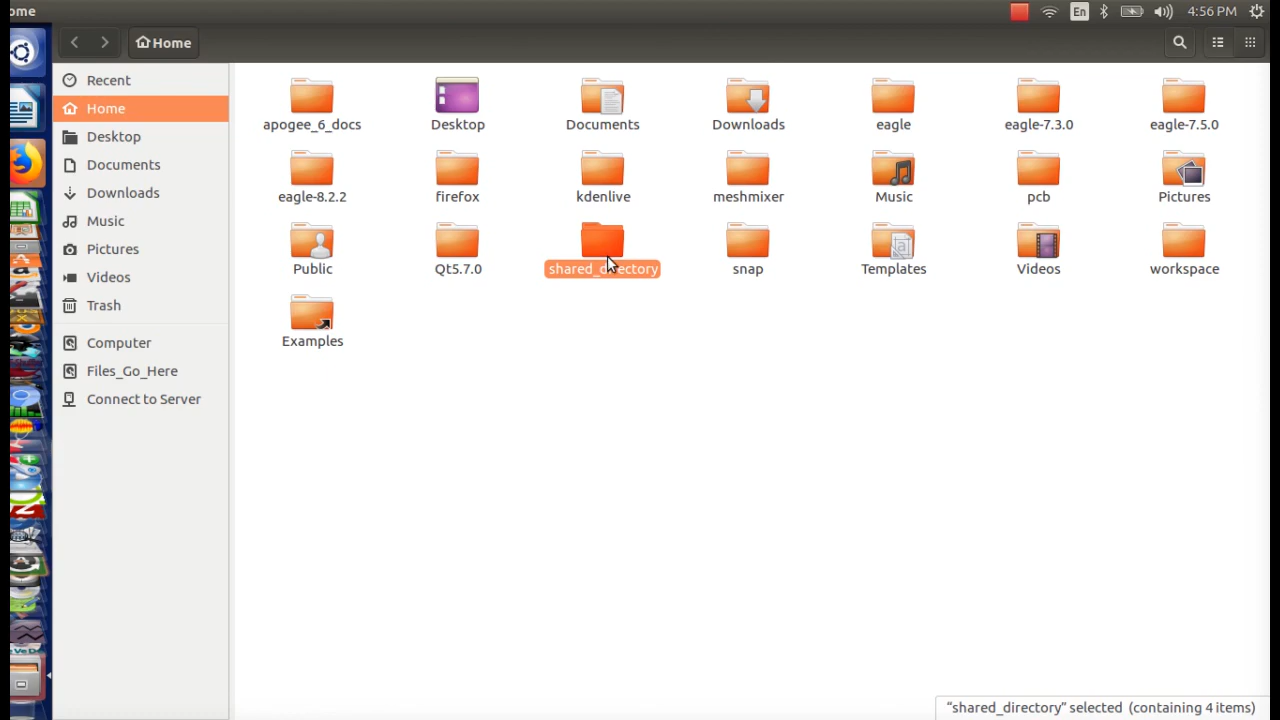 ome
En
4:56 PM
Home
Recent
Home
Desktop
Documents
Downloads
Music
Pictures
Videos
Trash
Computer
Files_Go_Here
Connect to Server
apogee_6_docs
Desktop
Documents
Downloads
eagle
eagle-7.3.0
eagle-7.5.0
eagle-8.2.2
firefox
kdenlive
meshmixer
Music
pcb
Pictures
Public
Qt5.7.0
shared_directory
snap
Templates
Videos
workspace
Examples
“shared_directory” selected (containing 4 items)